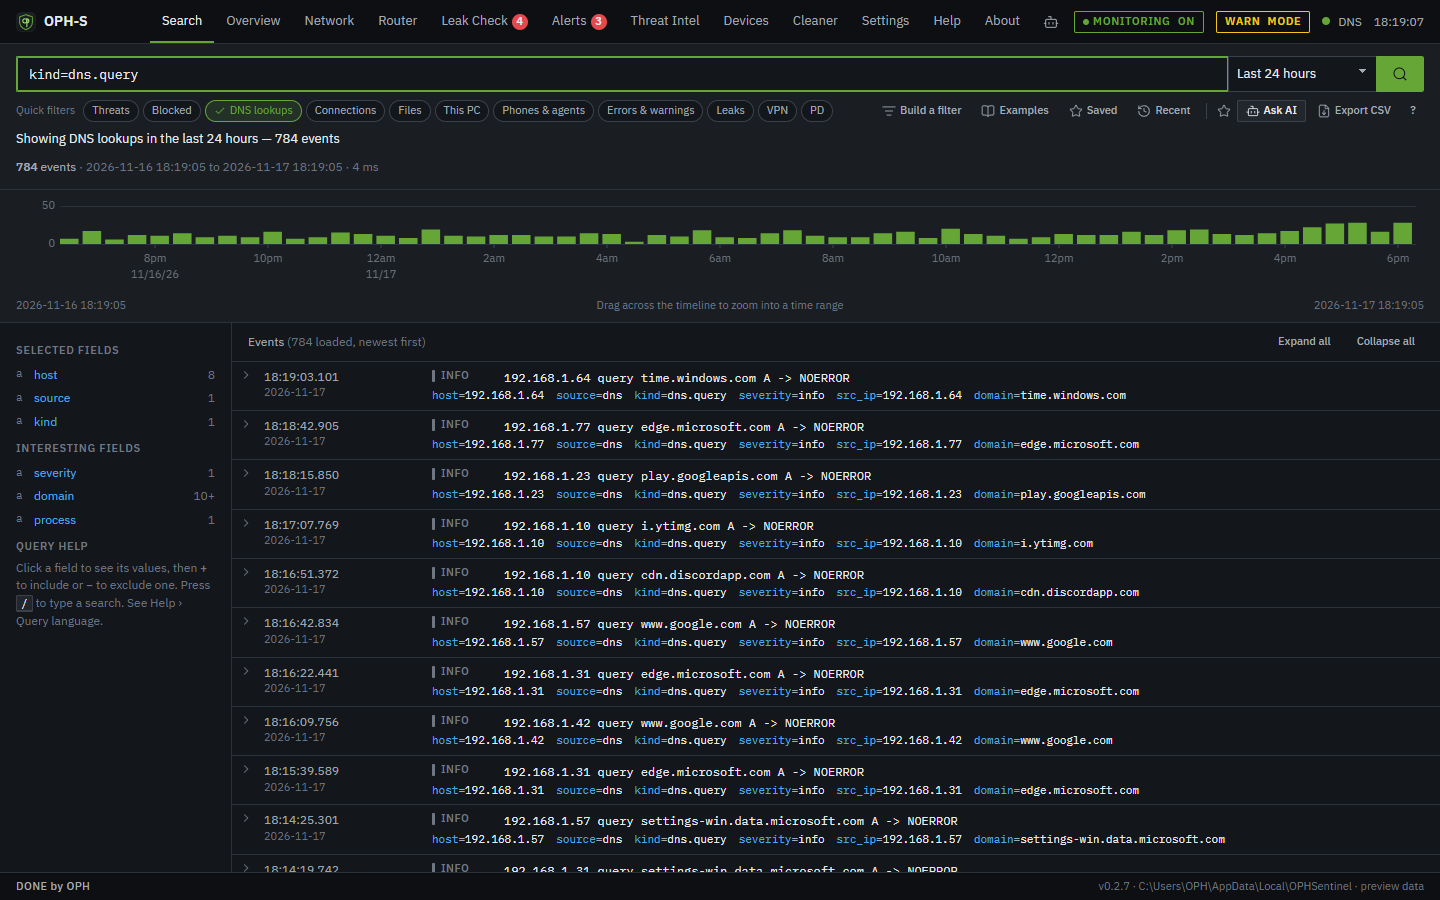 OPH-S Search Overview Network Router Leak Check 4 Alerts 3 Threat Intel Devices Cleaner Settings Help About MONITORING ON WARN MODE DNS 18:19:07
kind=dns.query Last 24 hours
Quick filters Threats Blocked DNS lookups Connections Files This PC Phones & agents Errors & warnings Leaks VPN PD Build a filter Examples Saved Recent Ask AI Export CSV ?
Showing DNS lookups in the last 24 hours — 784 events
784 events · 2026-11-16 18:19:05 to 2026-11-17 18:19:05 · 4 ms
50
0
8pm 10pm 12am 2am 4am 6am 8am 10am 12pm 2pm 4pm 6pm
11/16/26 11/17
2026-11-16 18:19:05 Drag across the timeline to zoom into a time range 2026-11-17 18:19:05
SELECTED FIELDS
a host 8
a source 1
a kind 1
INTERESTING FIELDS
a severity 1
a domain 10+
a process 1
QUERY HELP
Click a field to see its values, then +
to include or − to exclude one. Press
/ to type a search. See Help ›
Query language.
Events (784 loaded, newest first) Expand all Collapse all
18:19:03.101 INFO 192.168.1.64 query time.windows.com A -> NOERROR
2026-11-17 host=192.168.1.64 source=dns kind=dns.query severity=info src_ip=192.168.1.64 domain=time.windows.com
18:18:42.905 INFO 192.168.1.77 query edge.microsoft.com A -> NOERROR
2026-11-17 host=192.168.1.77 source=dns kind=dns.query severity=info src_ip=192.168.1.77 domain=edge.microsoft.com
18:18:15.850 INFO 192.168.1.23 query play.googleapis.com A -> NOERROR
2026-11-17 host=192.168.1.23 source=dns kind=dns.query severity=info src_ip=192.168.1.23 domain=play.googleapis.com
18:17:07.769 INFO 192.168.1.10 query i.ytimg.com A -> NOERROR
2026-11-17 host=192.168.1.10 source=dns kind=dns.query severity=info src_ip=192.168.1.10 domain=i.ytimg.com
18:16:51.372 INFO 192.168.1.10 query cdn.discordapp.com A -> NOERROR
2026-11-17 host=192.168.1.10 source=dns kind=dns.query severity=info src_ip=192.168.1.10 domain=cdn.discordapp.com
18:16:42.834 INFO 192.168.1.57 query www.google.com A -> NOERROR
2026-11-17 host=192.168.1.57 source=dns kind=dns.query severity=info src_ip=192.168.1.57 domain=www.google.com
18:16:22.441 INFO 192.168.1.31 query edge.microsoft.com A -> NOERROR
2026-11-17 host=192.168.1.31 source=dns kind=dns.query severity=info src_ip=192.168.1.31 domain=edge.microsoft.com
18:16:09.756 INFO 192.168.1.42 query www.google.com A -> NOERROR
2026-11-17 host=192.168.1.42 source=dns kind=dns.query severity=info src_ip=192.168.1.42 domain=www.google.com
18:15:39.589 INFO 192.168.1.31 query edge.microsoft.com A -> NOERROR
2026-11-17 host=192.168.1.31 source=dns kind=dns.query severity=info src_ip=192.168.1.31 domain=edge.microsoft.com
18:14:25.301 INFO 192.168.1.57 query settings-win.data.microsoft.com A -> NOERROR
2026-11-17 host=192.168.1.57 source=dns kind=dns.query severity=info src_ip=192.168.1.57 domain=settings-win.data.microsoft.com
18:14:19.742 INFO 192.168.1.31 query settings-win.data.microsoft.com A -> NOERROR
DONE by OPH v0.2.7 · C:\Users\OPH\AppData\Local\OPHSentinel · preview data